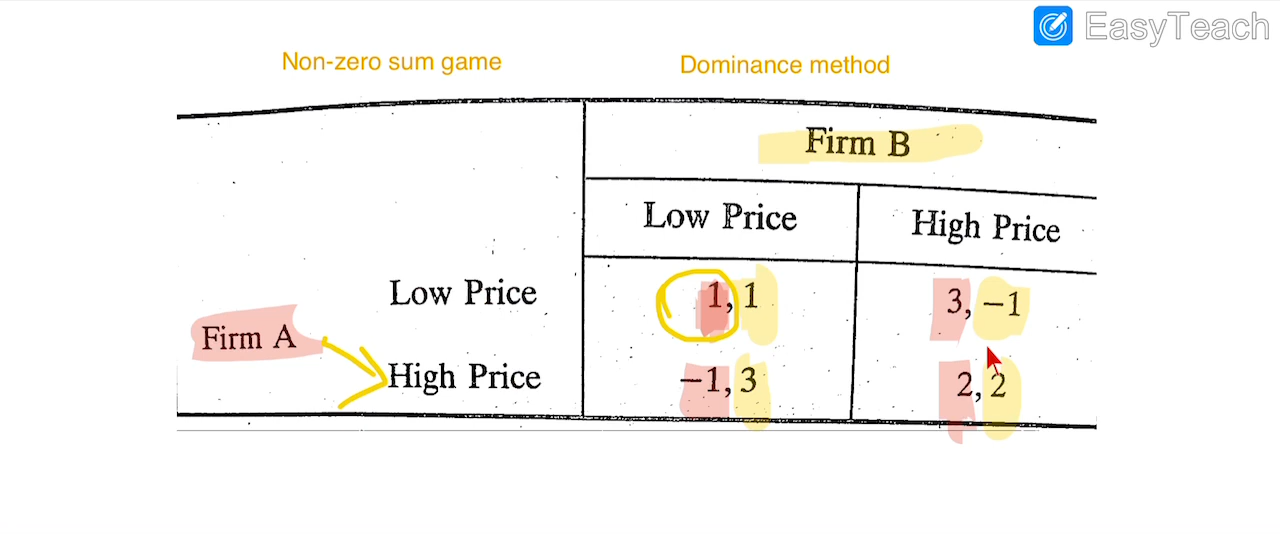 EasyTeach
Non-zero sum game
Dominance method
Firm B
Low Price
High Price
Low Price
1, 1
3, −1
Firm A
High Price
−1, 3
2, 2